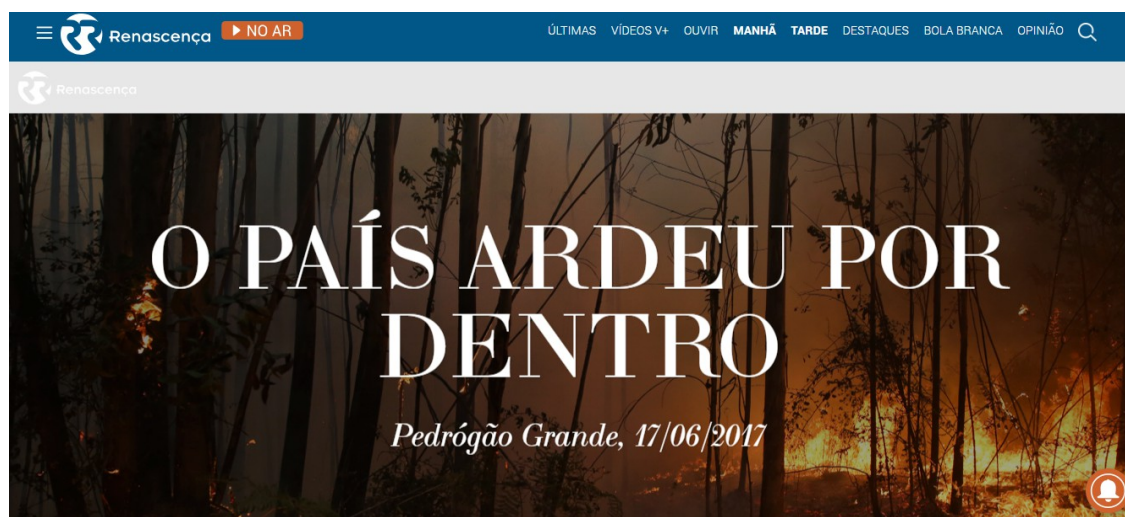 Renascença NO AR ÚLTIMAS VÍDEOS V+ OUVIR MANHÃ TARDE DESTAQUES BOLA BRANCA OPINIÃO
Renascença
O PAÍS ARDEU POR
DENTRO
Pedrógão Grande, 17/06/2017